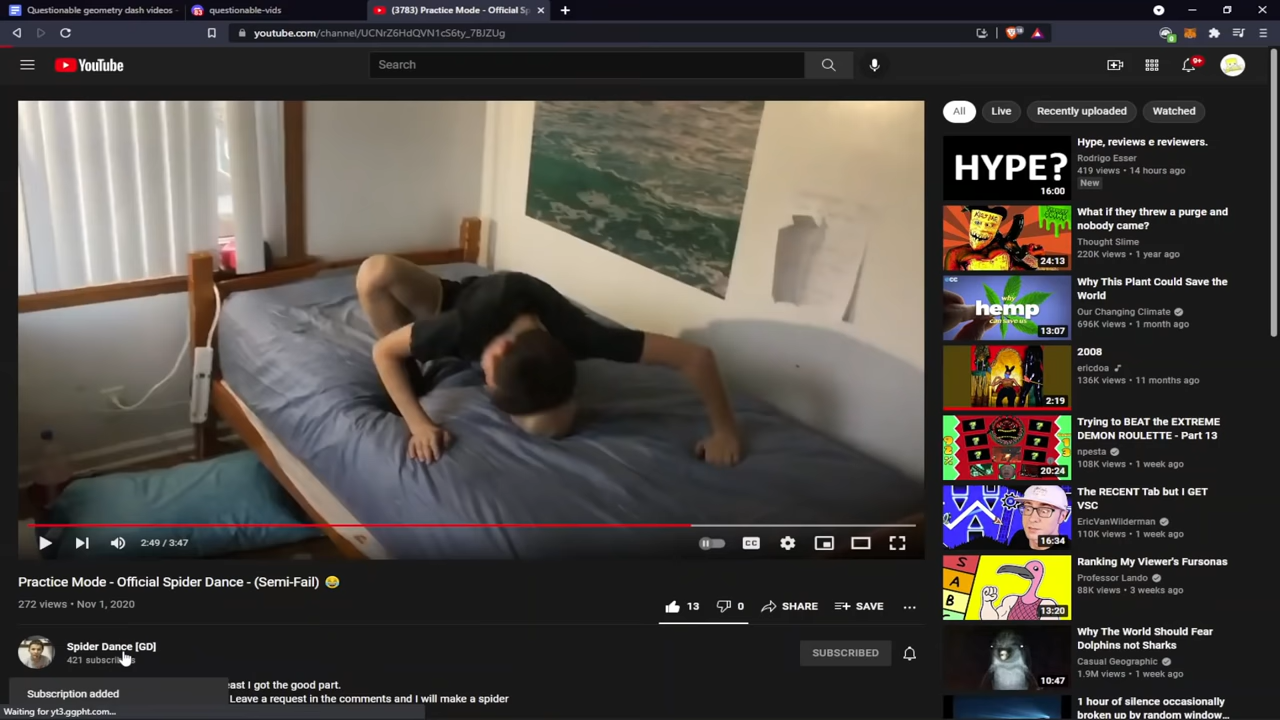 Questionable geometry dash videos
questionable-vids
(3783) Practice Mode - Official Sp
youtube.com/channel/UCNrZ6HdQVN1cS6ty_7BJZUg
YouTube
Search
9+
All
Live
Recently uploaded
Watched
HYPE?
16:00
Hype, reviews e reviewers.
Rodrigo Esser
419 views • 14 hours ago
New
24:13
What if they threw a purge and
nobody came?
Thought Slime
220K views • 1 year ago
why
hemp
can save us
13:07
Why This Plant Could Save the
World
Our Changing Climate
696K views • 1 month ago
2:19
2008
ericdoa
136K views • 11 months ago
20:24
Trying to BEAT the EXTREME
DEMON ROULETTE - Part 13
npesta
108K views • 1 week ago
16:34
The RECENT Tab but I GET
VSC
EricVanWilderman
110K views • 1 week ago
S
A
B
13:20
Ranking My Viewer's Fursonas
Professor Lando
88K views • 3 weeks ago
10:47
Why The World Should Fear
Dolphins not Sharks
Casual Geographic
1.9M views • 1 week ago
1 hour of silence occasionally
broken up by random window...
2:49 / 3:47
CC
Practice Mode - Official Spider Dance - (Semi-Fail) 😂
272 views • Nov 1, 2020
13
0
SHARE
SAVE
Spider Dance [GD]
421 subscribers
SUBSCRIBED
Subscription added
east I got the good part.
Leave a request in the comments and I will make a spider
Waiting for yt3.ggpht.com...